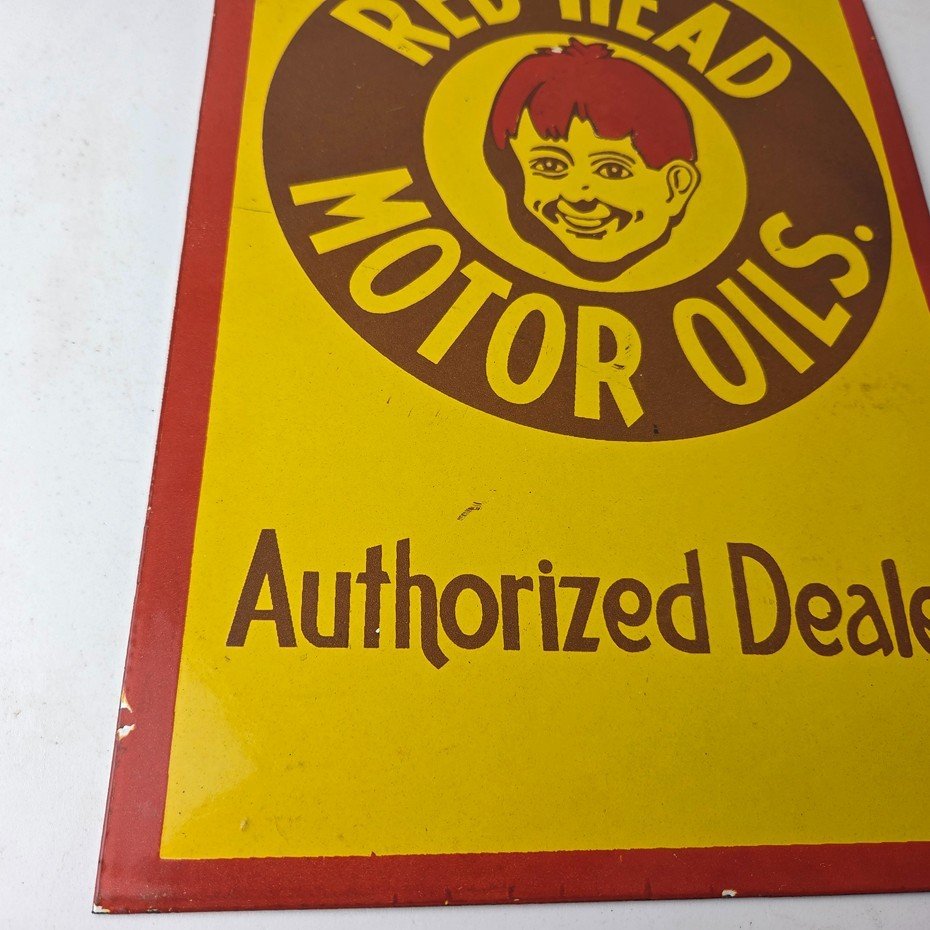 RED HEAD
MOTOR OILS.
Authorized Deale